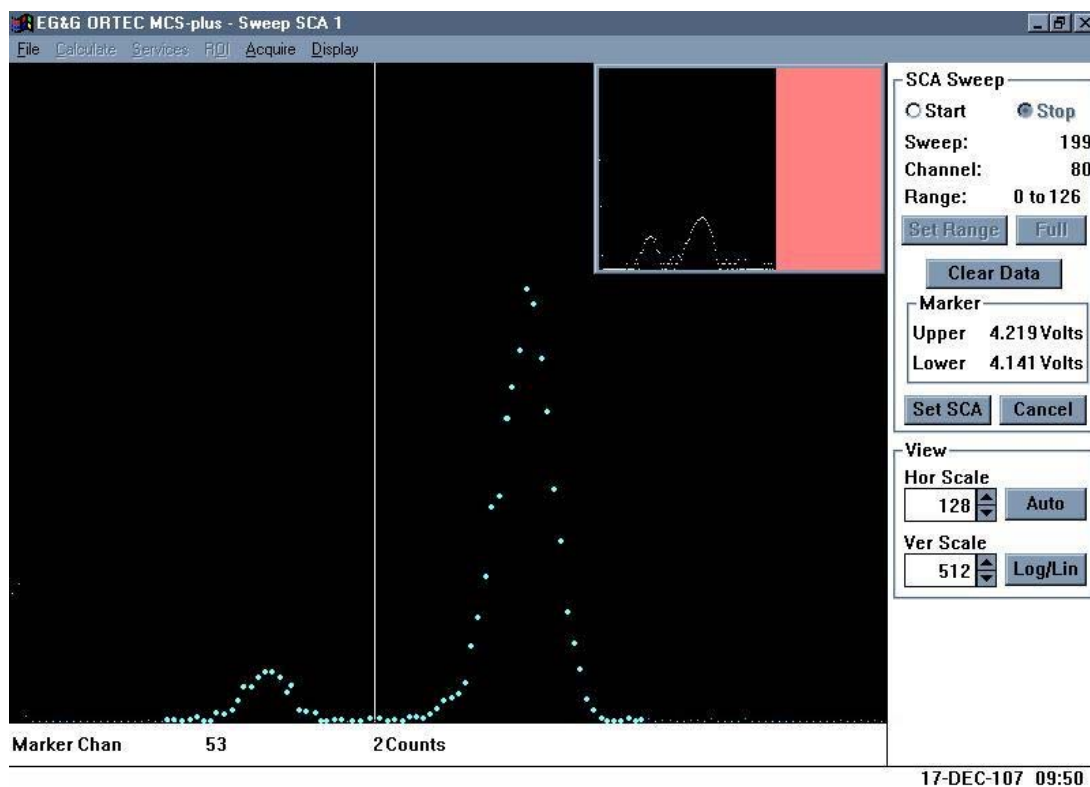 EG&G ORTEC MCS-plus - Sweep SCA 1
File Calculate Services ROI Acquire Display
SCA Sweep
Start Stop
Sweep: 199
Channel: 80
Range: 0 to 126
Set Range Full
Clear Data
Marker
Upper 4.219 Volts
Lower 4.141 Volts
Set SCA Cancel
View
Hor Scale
128 Auto
Ver Scale
512 Log/Lin
Marker Chan 53 2 Counts
17-DEC-107 09:50